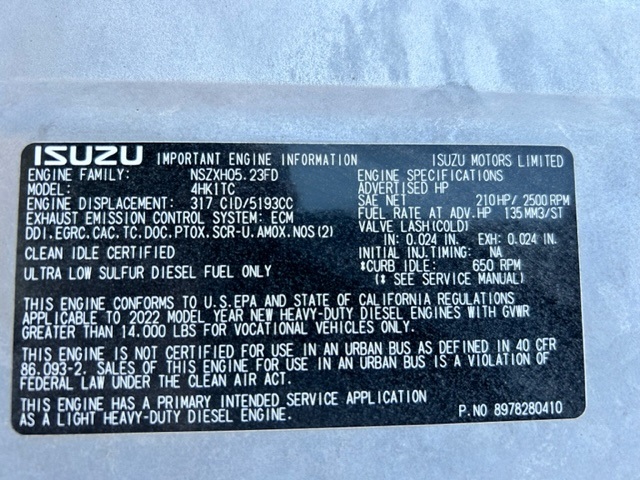 ISUZU IMPORTANT ENGINE INFORMATION ISUZU MOTORS LIMITED
ENGINE FAMILY: NSZXH05.23FD
MODEL: 4HK1TC
ENGINE DISPLACEMENT: 317 CID/5193CC
EXHAUST EMISSION CONTROL SYSTEM: ECM
DDI.EGRC.CAC.TC.DOC.PTOX.SCR-U.AMOX.NOS(2)
CLEAN IDLE CERTIFIED
ULTRA LOW SULFUR DIESEL FUEL ONLY
ENGINE SPECIFICATIONS
ADVERTISED HP
SAE NET 210HP/2500RPM
FUEL RATE AT ADV.HP 135MM3/ST
VALVE LASH(COLD)
IN: 0.024 IN. EXH: 0.024 IN.
INITIAL INJ.TIMING: NA
*CURB IDLE: 650 RPM
(* SEE SERVICE MANUAL)
THIS ENGINE CONFORMS TO U.S.EPA AND STATE OF CALIFORNIA REGULATIONS
APPLICABLE TO 2022 MODEL YEAR NEW HEAVY-DUTY DIESEL ENGINES WITH GVWR
GREATER THAN 14.000 LBS FOR VOCATIONAL VEHICLES ONLY.
THIS ENGINE IS NOT CERTIFIED FOR USE IN AN URBAN BUS AS DEFINED IN 40 CFR
86.093-2. SALES OF THIS ENGINE FOR USE IN AN URBAN BUS IS A VIOLATION OF
FEDERAL LAW UNDER THE CLEAN AIR ACT.
THIS ENGINE HAS A PRIMARY INTENDED SERVICE APPLICATION
AS A LIGHT HEAVY-DUTY DIESEL ENGINE. P.NO 8978280410